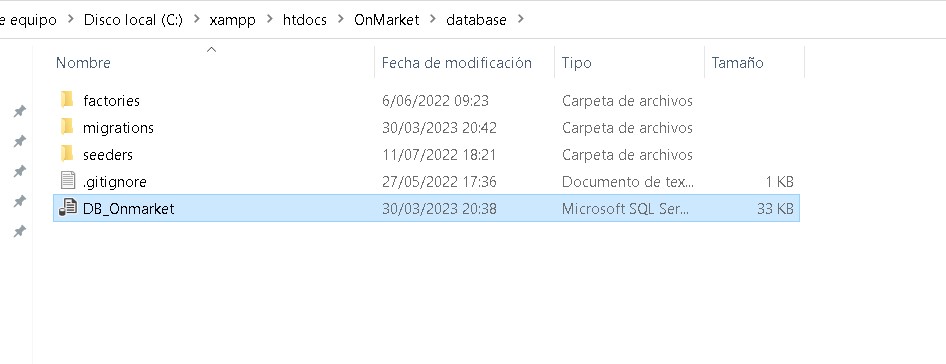 e equipo > Disco local (C:) > xampp > htdocs > OnMarket > database >
Nombre Fecha de modificación Tipo Tamaño
factories 6/06/2022 09:23 Carpeta de archivos
migrations 30/03/2023 20:42 Carpeta de archivos
seeders 11/07/2022 18:21 Carpeta de archivos
.gitignore 27/05/2022 17:36 Documento de tex... 1 KB
DB_Onmarket 30/03/2023 20:38 Microsoft SQL Ser... 33 KB